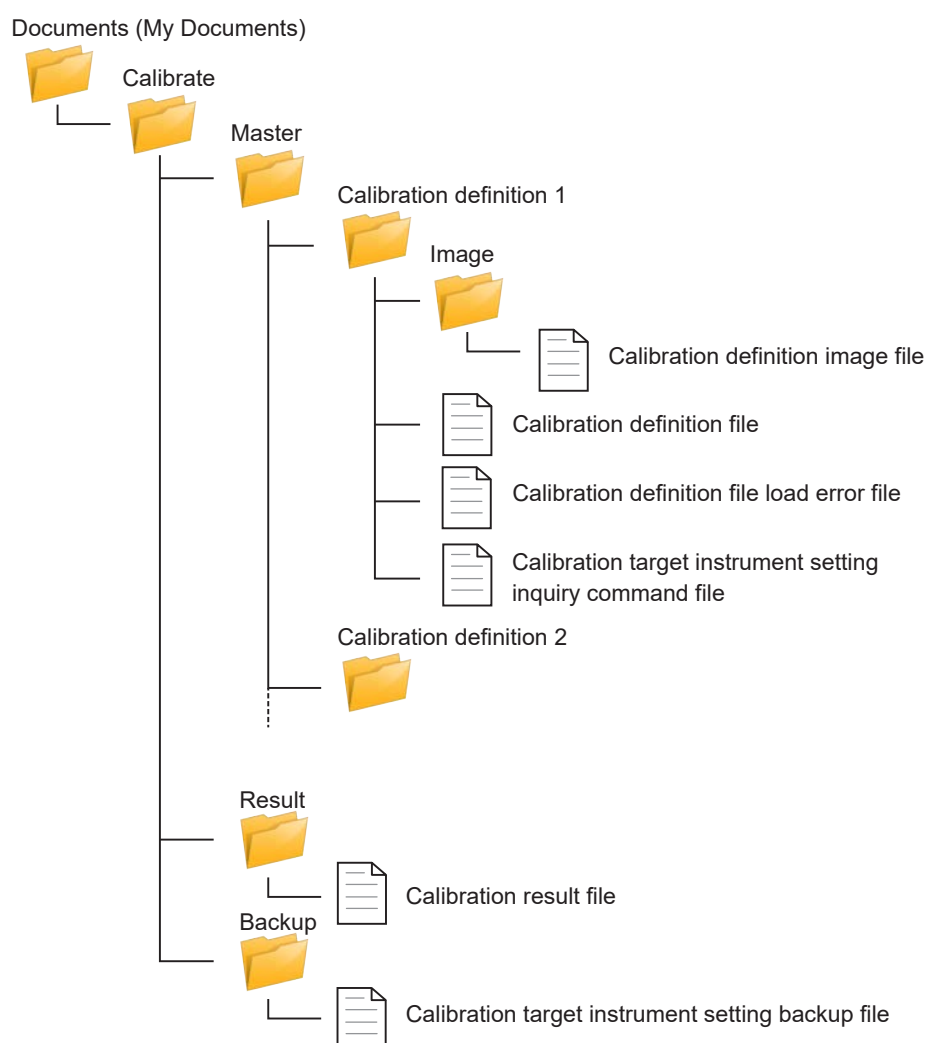 Documents (My Documents)
Calibrate
Master
Calibration definition 1
Image
Calibration definition image file
Calibration definition file
Calibration definition file load error file
Calibration target instrument setting
inquiry command file
Calibration definition 2
Result
Calibration result file
Backup
Calibration target instrument setting backup file